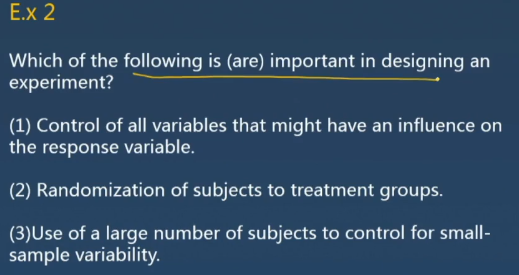 E.x 2
Which of the following is (are) important in designing an
experiment?
(1) Control of all variables that might have an influence on
the response variable.
(2) Randomization of subjects to treatment groups.
(3)Use of a large number of subjects to control for small-
sample variability.